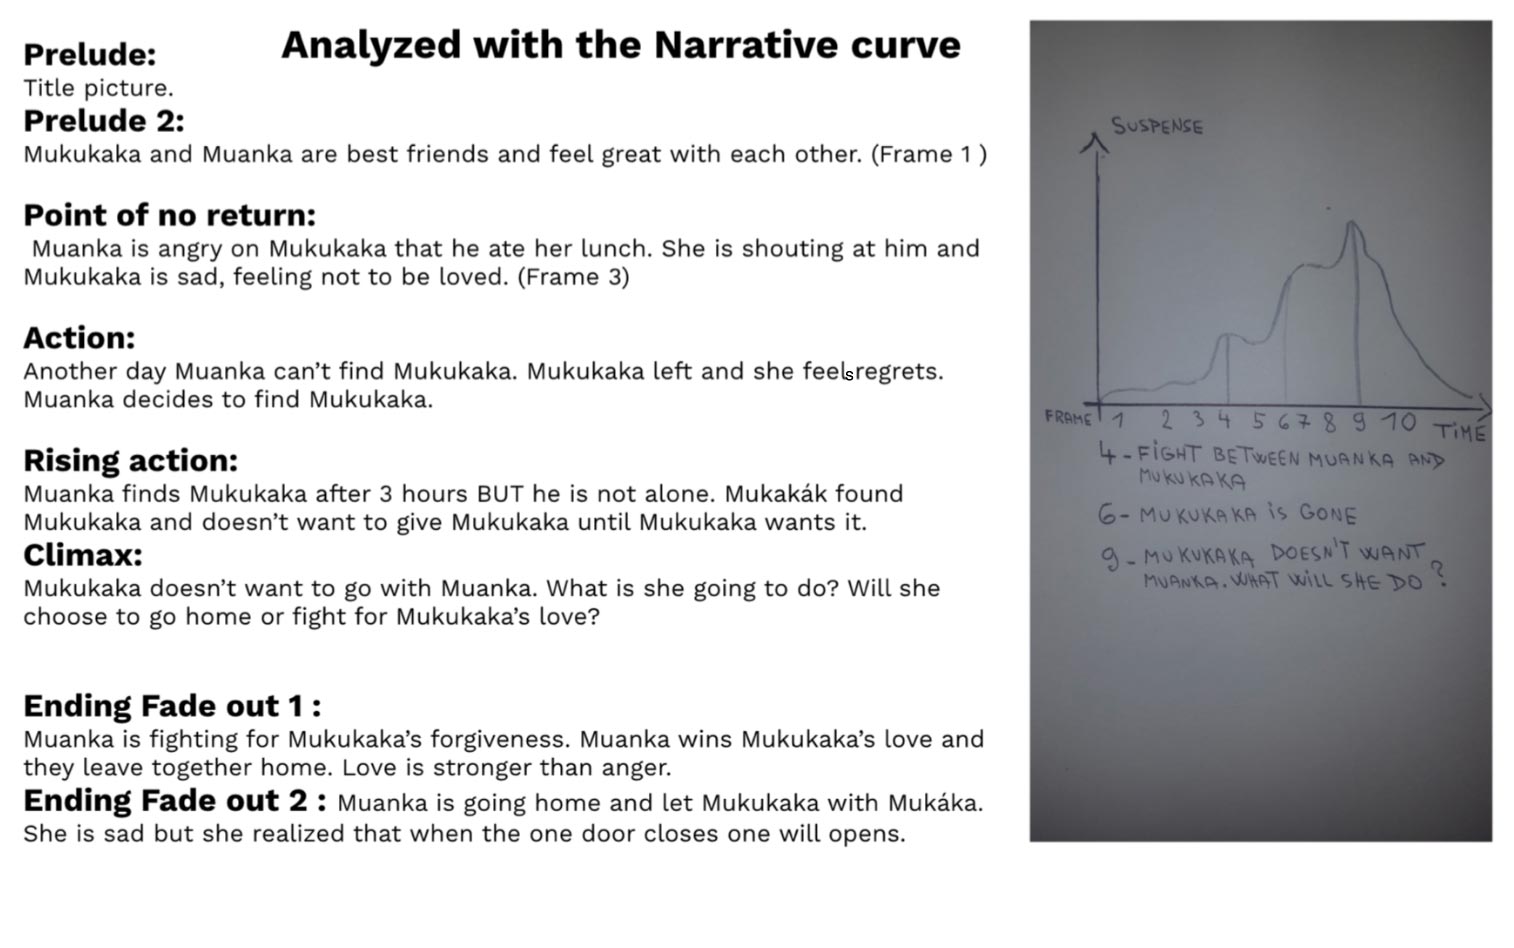 Analyzed with the Narrative curve
Prelude:
Title picture.
Prelude 2:
Mukukaka and Muanka are best friends and feel great with each other. (Frame 1 )
Point of no return:
Muanka is angry on Mukukaka that he ate her lunch. She is shouting at him and
Mukukaka is sad, feeling not to be loved. (Frame 3)
Action:
Another day Muanka can’t find Mukukaka. Mukukaka left and she feels regrets.
Muanka decides to find Mukukaka.
Rising action:
Muanka finds Mukukaka after 3 hours BUT he is not alone. Mukakák found
Mukukaka and doesn’t want to give Mukukaka until Mukukaka wants it.
Climax:
Mukukaka doesn’t want to go with Muanka. What is she going to do? Will she
choose to go home or fight for Mukukaka’s love?
Ending Fade out 1 :
Muanka is fighting for Mukukaka’s forgiveness. Muanka wins Mukukaka’s love and
they leave together home. Love is stronger than anger.
Ending Fade out 2 : Muanka is going home and let Mukukaka with Mukáka.
She is sad but she realized that when the one door closes one will opens.
SUSPENSE
FRAME 1 2 3 4 5 6 7 8 9 10 TIME
4 - FIGHT BETWEEN MUANKA AND
MUKUKAKA
6 - MUKUKAKA IS GONE
9 - MUKUKAKA DOESN'T WANT
MUANKA. WHAT WILL SHE DO ?